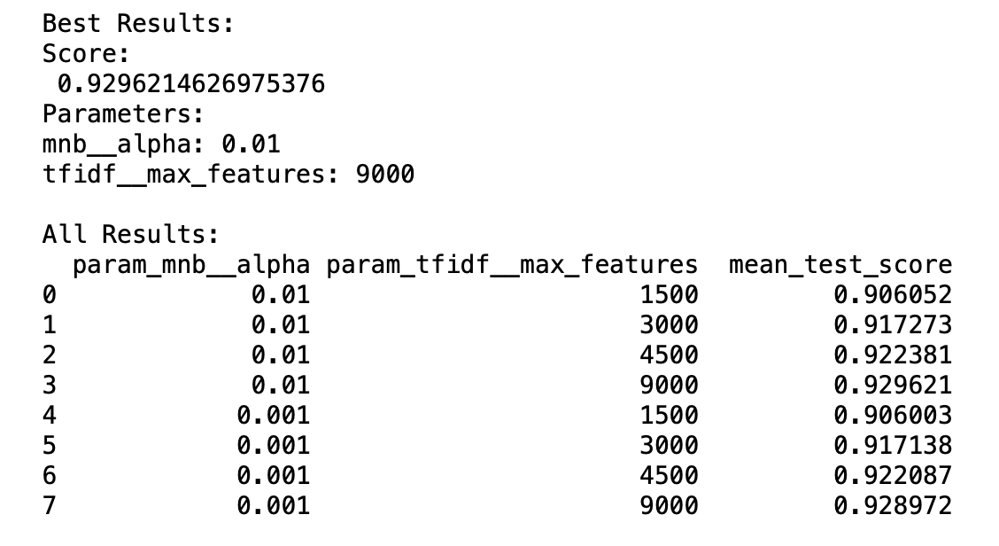 Best Results:
Score:
 0.9296214626975376
Parameters:
mnb__alpha: 0.01
tfidf__max_features: 9000

All Results:
  param_mnb__alpha param_tfidf__max_features  mean_test_score
0             0.01                      1500         0.906052
1             0.01                      3000         0.917273
2             0.01                      4500         0.922381
3             0.01                      9000         0.929621
4            0.001                      1500         0.906003
5            0.001                      3000         0.917138
6            0.001                      4500         0.922087
7            0.001                      9000         0.928972